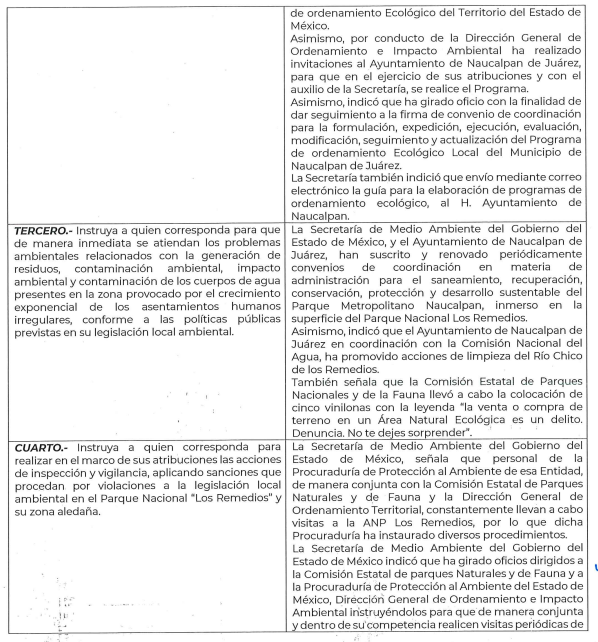 de ordenamiento Ecológico del Territorio del Estado de
México.
Asimismo, por conducto de la Dirección General de
Ordenamiento e Impacto Ambiental ha realizado
invitaciones al Ayuntamiento de Naucalpan de Juárez,
para que en el ejercicio de sus atribuciones y con el
auxilio de la Secretaría, se realice el Programa.
Asimismo, indicó que ha girado oficio con la finalidad de
dar seguimiento a la firma de convenio de coordinación
para la formulación, expedición, ejecución, evaluación,
modificación, seguimiento y actualización del Programa
de ordenamiento Ecológico Local del Municipio de
Naucalpan de Juárez.
La Secretaría también indició que envío mediante correo
electrónico la guía para la elaboración de programas de
ordenamiento ecológico, al H. Ayuntamiento de
Naucalpan.
TERCERO.- Instruya a quien corresponda para que
de manera inmediata se atiendan los problemas
ambientales relacionados con la generación de
residuos, contaminación ambiental, impacto
ambiental y contaminación de los cuerpos de agua
presentes en la zona provocado por el crecimiento
exponencial de los asentamientos humanos
irregulares, conforme a las políticas públicas
previstas en su legislación local ambiental.
La Secretaría de Medio Ambiente del Gobierno del
Estado de México, y el Ayuntamiento de Naucalpan de
Juárez, han suscrito y renovado periódicamente
convenios de coordinación en materia de
administración para el saneamiento, recuperación,
conservación, protección y desarrollo sustentable del
Parque Metropolitano Naucalpan, inmerso en la
superficie del Parque Nacional Los Remedios.
Asimismo, indicó que el Ayuntamiento de Naucalpan de
Juárez en coordinación con la Comisión Nacional del
Agua, ha promovido acciones de limpieza del Río Chico
de los Remedios.
También señala que la Comisión Estatal de Parques
Nacionales y de la Fauna llevó a cabo la colocación de
cinco vinilonas con la leyenda "la venta o compra de
terreno en un Área Natural Ecológica es un delito.
Denuncia. No te dejes sorprender".
CUARTO.- Instruya a quien corresponda para
realizar en el marco de sus atribuciones las acciones
de inspección y vigilancia, aplicando sanciones que
procedan por violaciones a la legislación local
ambiental en el Parque Nacional "Los Remedios" y
su zona aledaña.
La Secretaría de Medio Ambiente del Gobierno del
Estado de México, señala que personal de la
Procuraduría de Protección al Ambiente de esa Entidad,
de manera conjunta con la Comisión Estatal de Parques
Naturales y de Fauna y la Dirección General de
Ordenamiento Territorial, constantemente llevan a cabo
visitas a la ANP Los Remedios, por lo que dicha
Procuraduría ha instaurado diversos procedimientos.
La Secretaría de Medio Ambiente del Gobierno del
Estado de México indicó que ha girado oficios dirigidos a
la Comisión Estatal de parques Naturales y de Fauna y a
la Procuraduría de Protección al Ambiente del Estado de
México, Dirección General de Ordenamiento e Impacto
Ambiental instruyéndolos para que de manera conjunta
y dentro de su competencia realicen visitas periódicas de